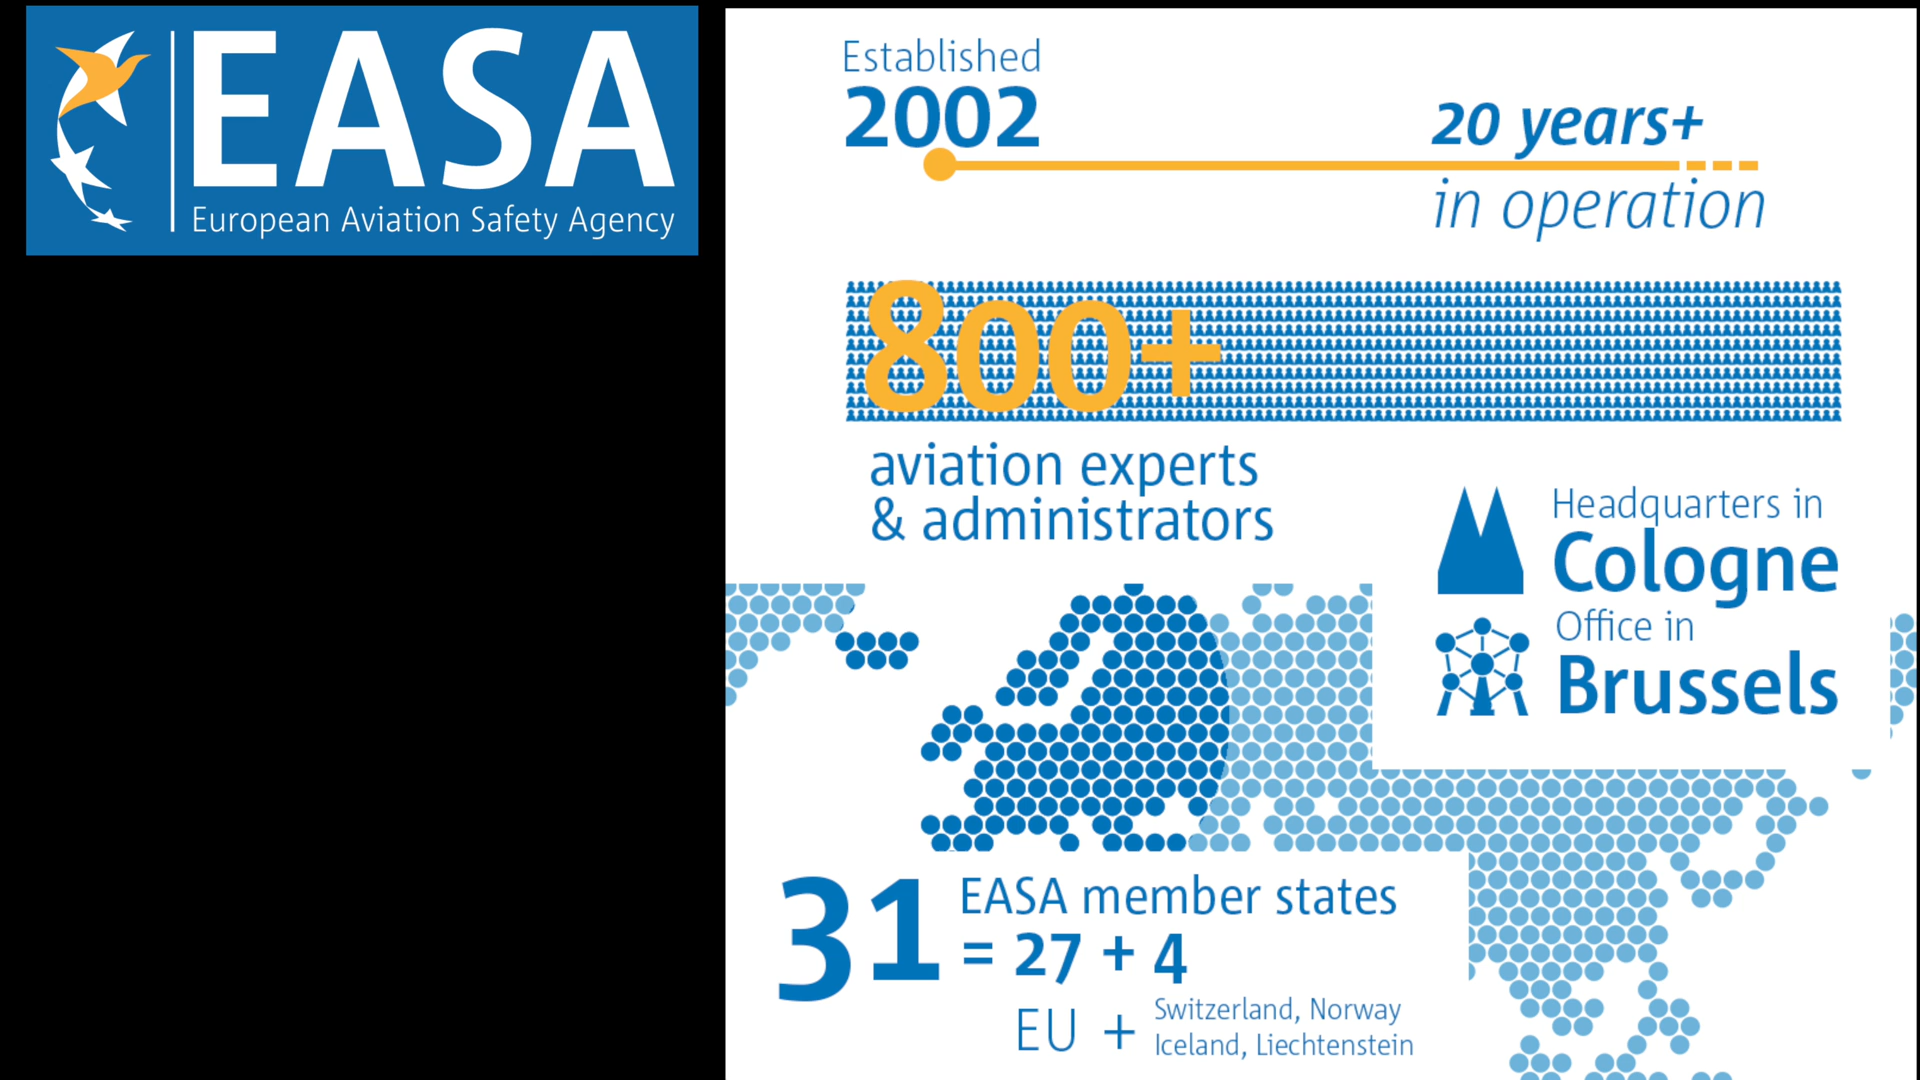 EASA
European Aviation Safety Agency
Established
2002
20 years+
in operation
800+
aviation experts
& administrators
Headquarters in
Cologne
Office in
Brussels
31 EASA member states
= 27 + 4
EU + Switzerland, Norway
Iceland, Liechtenstein